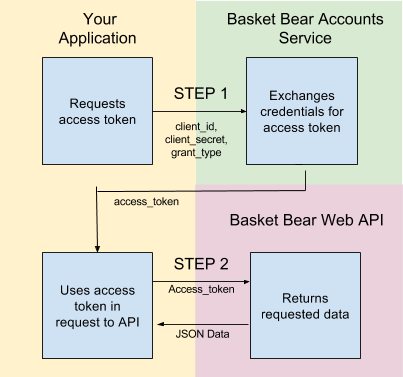 Your
Application
Basket Bear Accounts
Service
Requests
access token
STEP 1
client_id,
client_secret,
grant_type
Exchanges
credentials for
access token
access_token
Basket Bear Web API
Uses access
token in
request to API
STEP 2
Access_token
JSON Data
Returns
requested data